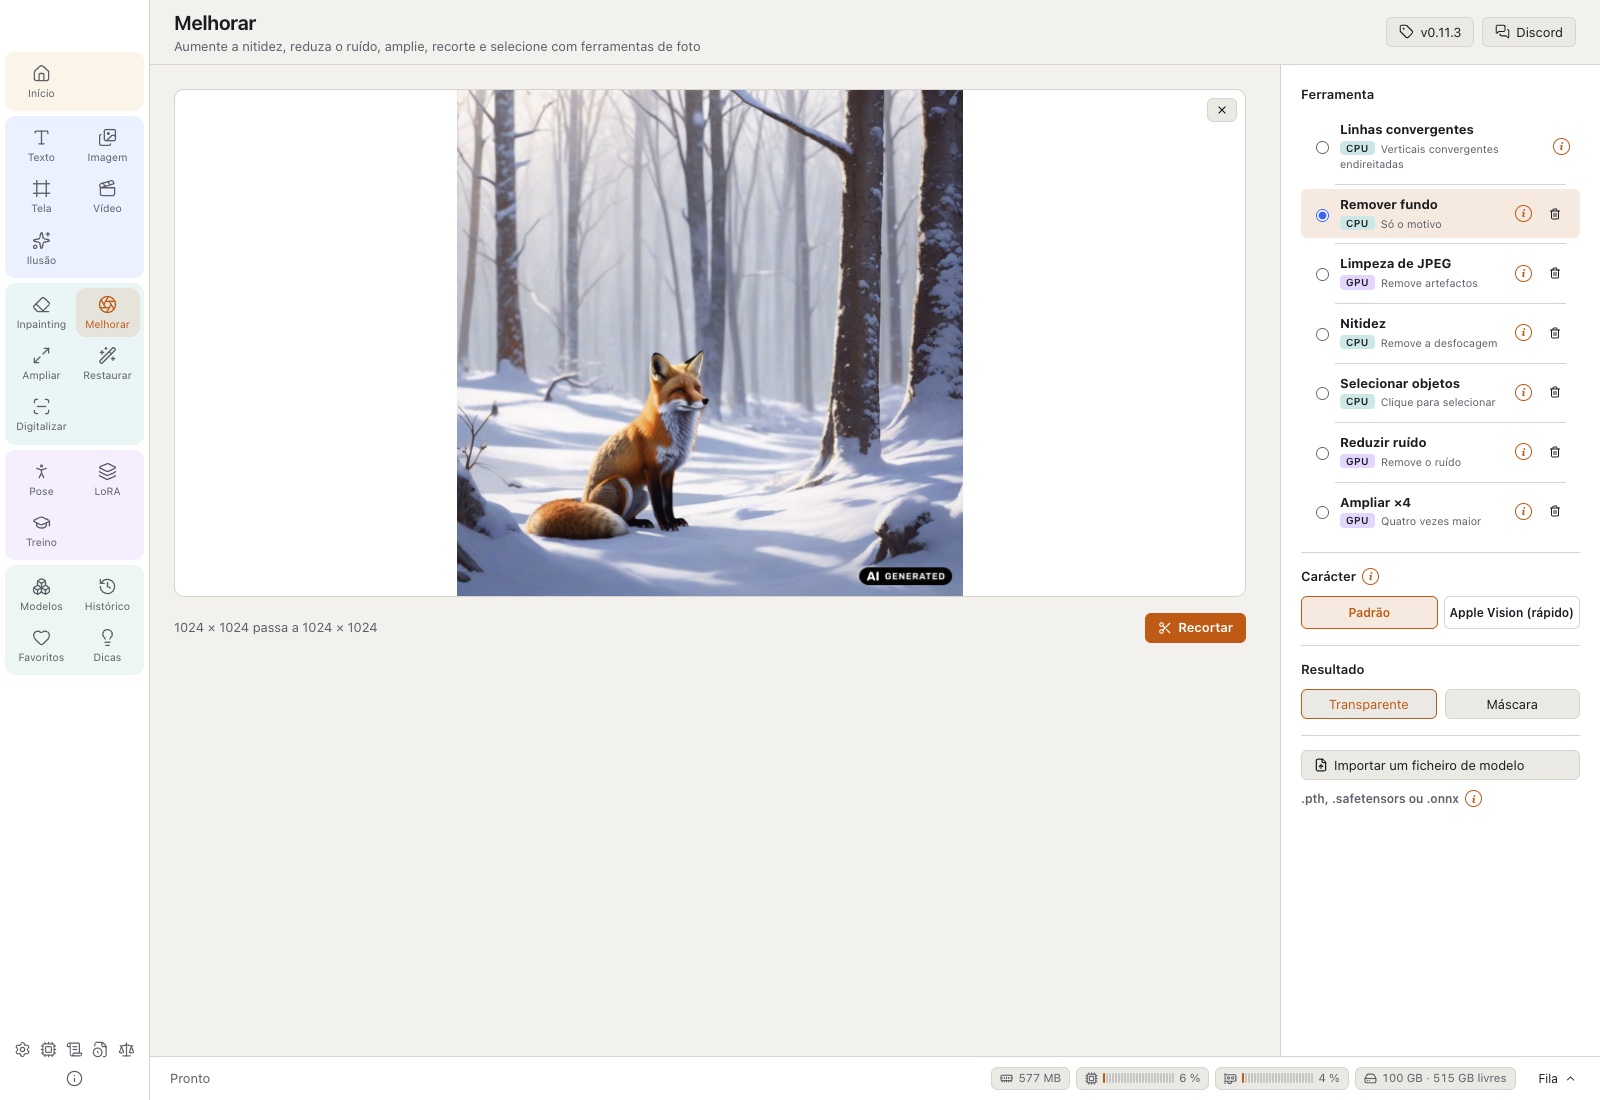 Melhorar
Aumente a nitidez, reduza o ruído, amplie, recorte e selecione com ferramentas de foto
v0.11.3
Discord
Início
Texto
Imagem
Tela
Vídeo
Ilusão
Inpainting
Melhorar
Ampliar
Restaurar
Digitalizar
Pose
LoRA
Treino
Modelos
Histórico
Favoritos
Dicas
AI GENERATED
1024 × 1024 passa a 1024 × 1024
Recortar
Ferramenta
Linhas convergentes
CPU Verticais convergentes
endireitadas
Remover fundo
CPU Só o motivo
Limpeza de JPEG
GPU Remove artefactos
Nitidez
CPU Remove a desfocagem
Selecionar objetos
CPU Clique para selecionar
Reduzir ruído
GPU Remove o ruído
Ampliar ×4
GPU Quatro vezes maior
Carácter
Padrão
Apple Vision (rápido)
Resultado
Transparente
Máscara
Importar um ficheiro de modelo
.pth, .safetensors ou .onnx
Pronto
577 MB
6 %
4 %
100 GB · 515 GB livres
Fila